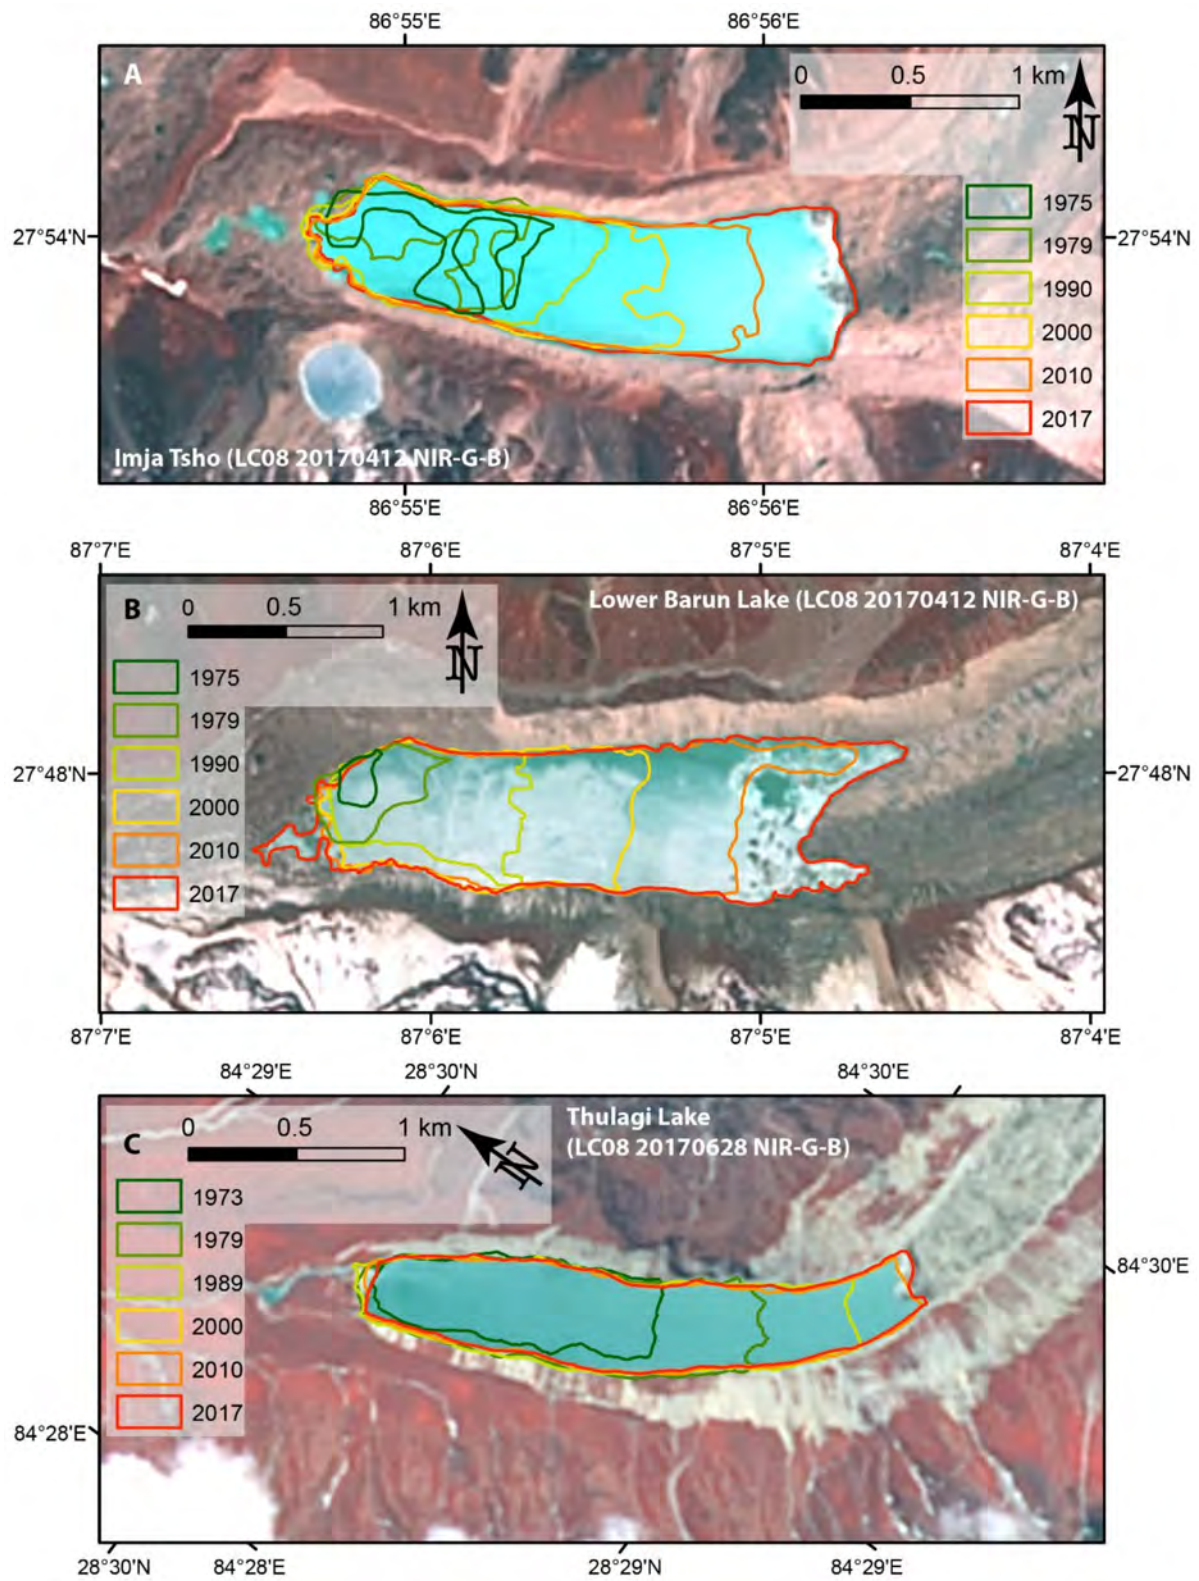 86°55'E 86°56'E
A
0 0.5 1 km
N
27°54'N 27°54'N
1975
1979
1990
2000
2010
2017
Imja Tsho (LC08 20170412 NIR-G-B)
86°55'E 86°56'E
87°7'E 87°6'E 87°5'E 87°4'E
B
0 0.5 1 km
N
Lower Barun Lake (LC08 20170412 NIR-G-B)
1975
1979
1990
2000
2010
2017
27°48'N 27°48'N
87°7'E 87°6'E 87°5'E 87°4'E
84°29'E 28°30'N 84°30'E
C
0 0.5 1 km
N
Thulagi Lake
(LC08 20170628 NIR-G-B)
1973
1979
1989
2000
2010
2017
84°30'E
84°28'E
28°30'N 84°28'E 28°29'N 84°29'E